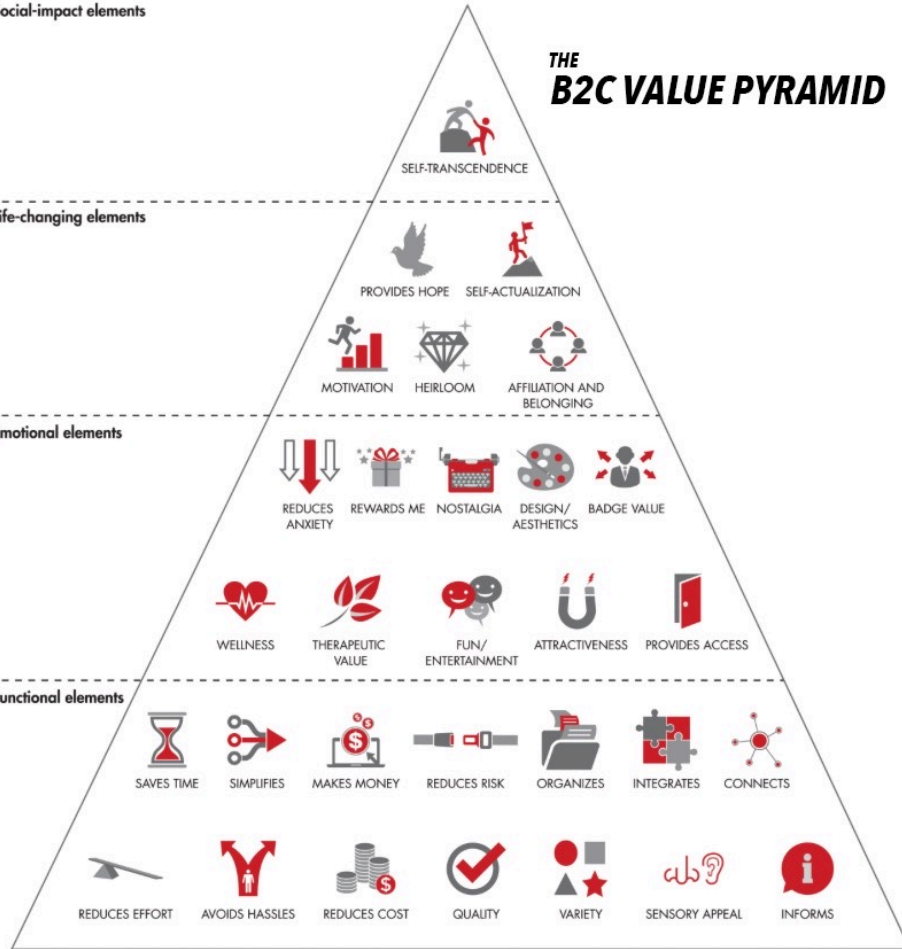 ocial-impact elements
THE
B2C VALUE PYRAMID
SELF-TRANSCENDENCE
ife-changing elements
PROVIDES HOPE
SELF-ACTUALIZATION
MOTIVATION
HEIRLOOM
AFFILIATION AND
BELONGING
motional elements
REDUCES
ANXIETY
REWARDS ME
NOSTALGIA
DESIGN/
AESTHETICS
BADGE VALUE
WELLNESS
THERAPEUTIC
VALUE
FUN/
ENTERTAINMENT
ATTRACTIVENESS
PROVIDES ACCESS
unctional elements
SAVES TIME
SIMPLIFIES
MAKES MONEY
REDUCES RISK
ORGANIZES
INTEGRATES
CONNECTS
REDUCES EFFORT
AVOIDS HASSLES
REDUCES COST
QUALITY
VARIETY
SENSORY APPEAL
INFORMS